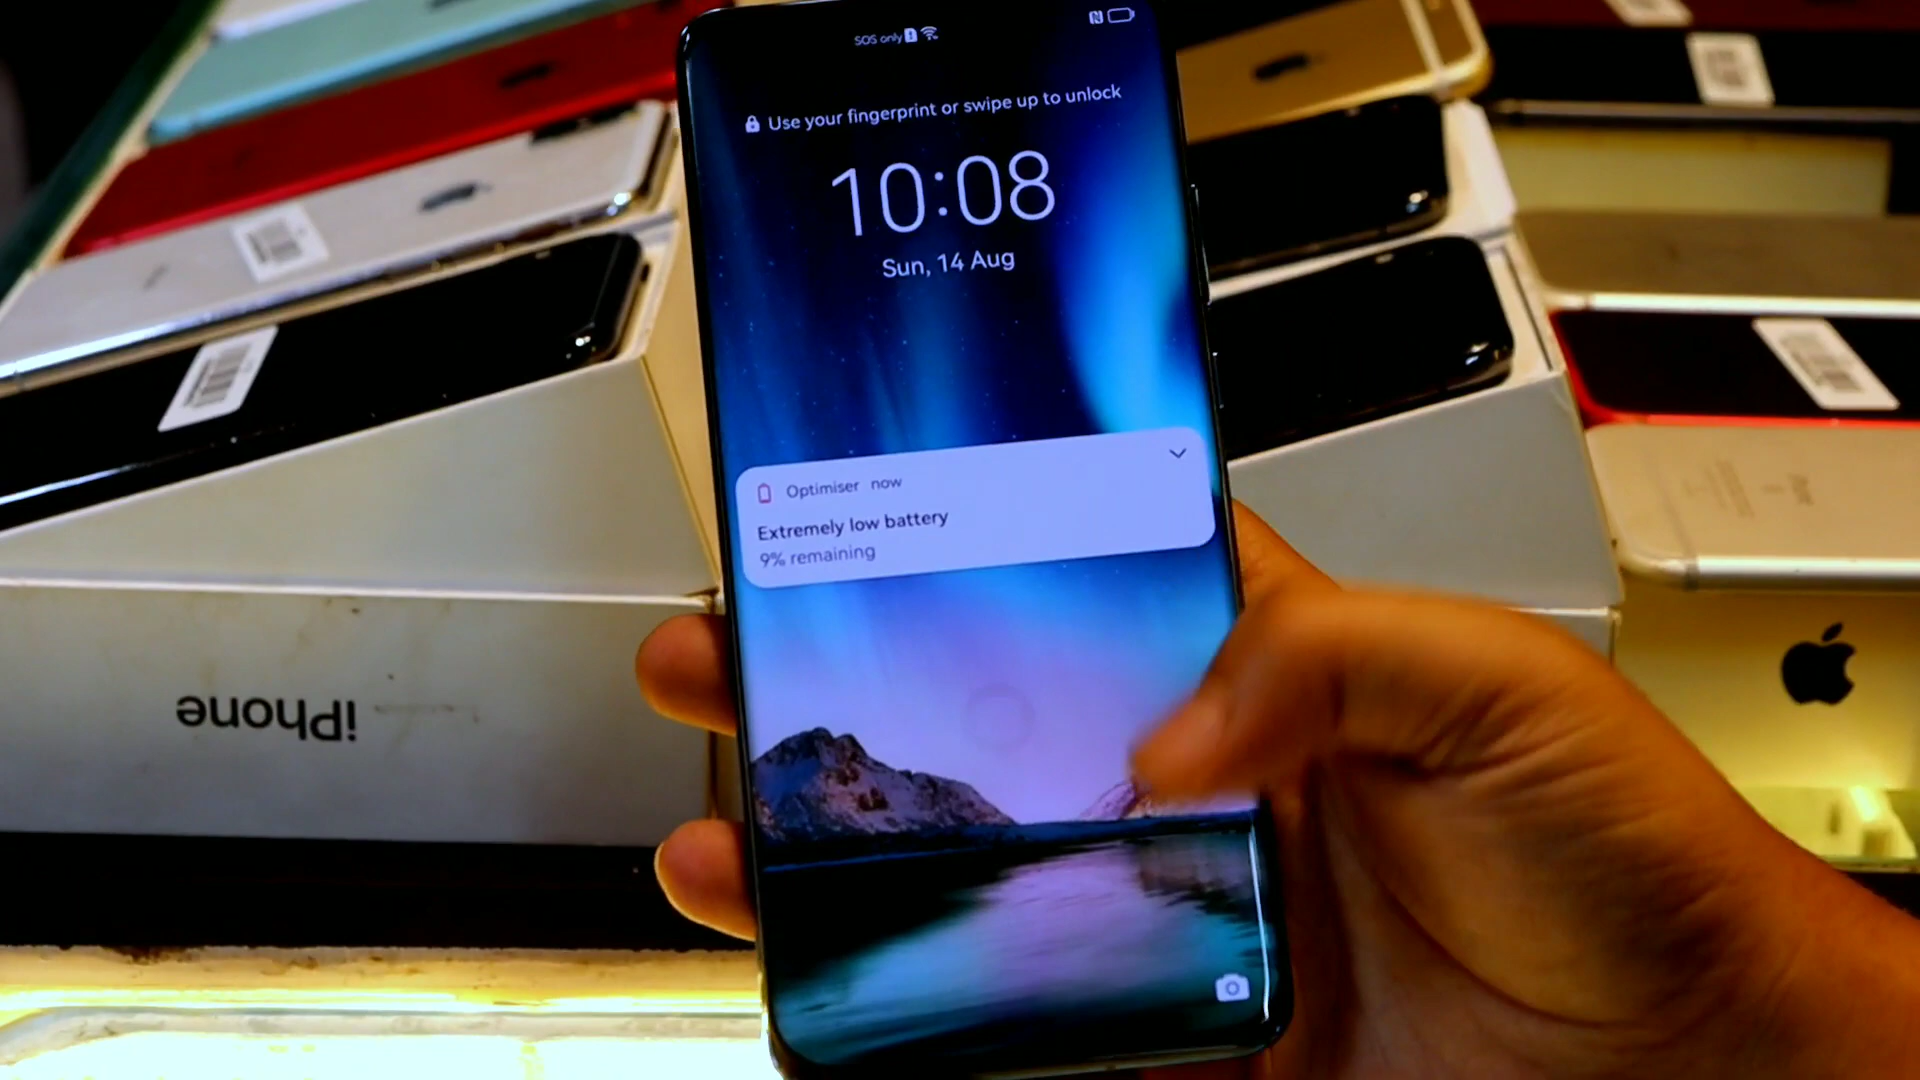 SOS only
Use your fingerprint or swipe up to unlock
10:08
Sun, 14 Aug
Optimiser now
Extremely low battery
9% remaining
iPhone
iPhone